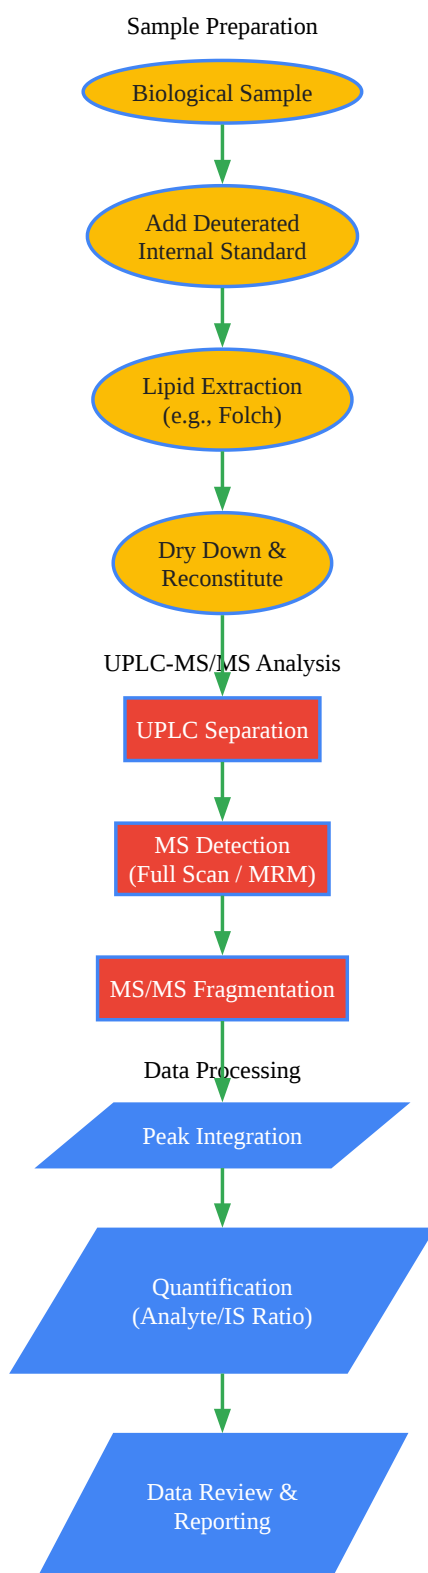 Sample Preparation
Biological Sample
Add Deuterated
Internal Standard
Lipid Extraction
(e.g., Folch)
Dry Down &
Reconstitute
UPLC-MS/MS Analysis
UPLC Separation
MS Detection
(Full Scan / MRM)
MS/MS Fragmentation
Data Processing
Peak Integration
Quantification
(Analyte/IS Ratio)
Data Review &
Reporting